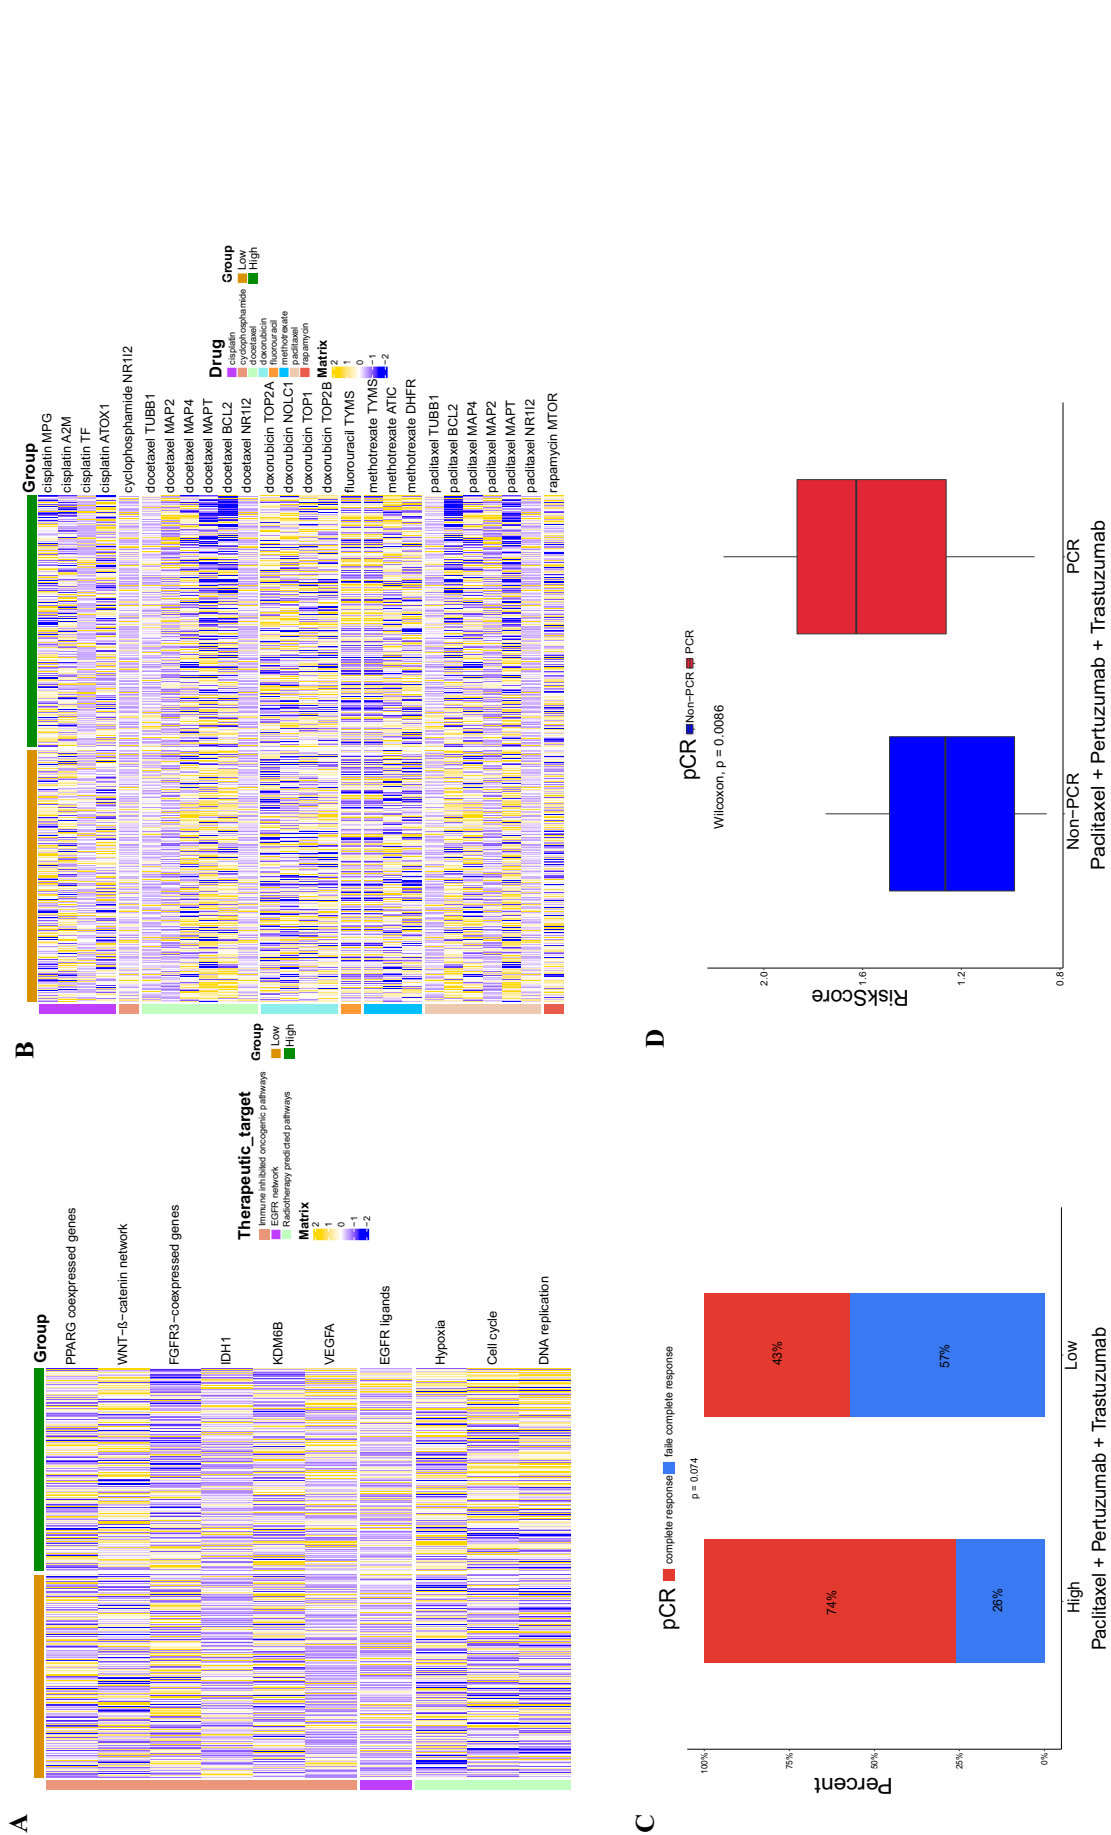 A
Group
PPARG coexpressed genes
WNT-ß-catenin network
FGFR3-coexpressed genes
IDH1
KDM6B
VEGFA
EGFR ligands
Hypoxia
Cell cycle
DNA replication
Therapeutic_target
Immune inhibited oncogenic pathways
EGFR network
Radiotherapy predicted pathways
Group
Low
High
Matrix
2
1
0
−1
−2
B
Group
cisplatin MPG
cisplatin A2M
cisplatin TF
cisplatin ATOX1
cyclophosphamide NR1I2
docetaxel TUBB1
docetaxel MAP2
docetaxel MAP4
docetaxel MAPT
docetaxel BCL2
docetaxel NR1I2
doxorubicin TOP2A
doxorubicin NOLC1
doxorubicin TOP1
doxorubicin TOP2B
fluorouracil TYMS
methotrexate TYMS
methotrexate ATIC
methotrexate DHFR
paclitaxel TUBB1
paclitaxel BCL2
paclitaxel MAP4
paclitaxel MAP2
paclitaxel MAPT
paclitaxel NR1I2
rapamycin MTOR
Drug
cisplatin
cyclophosphamide
docetaxel
doxorubicin
fluorouracil
methotrexate
paclitaxel
rapamycin
Group
Low
High
Matrix
2
1
0
−1
−2
C
pCR complete response faile complete response
p = 0.074
Percent
100%
75%
50%
25%
0%
74%
26%
43%
57%
High
Low
Paclitaxel + Pertuzumab + Trastuzumab
D
pCR Non−PCR PCR
Wilcoxon, p = 0.0086
RiskScore
2.0
1.6
1.2
0.8
Non−PCR
PCR
Paclitaxel + Pertuzumab + Trastuzumab